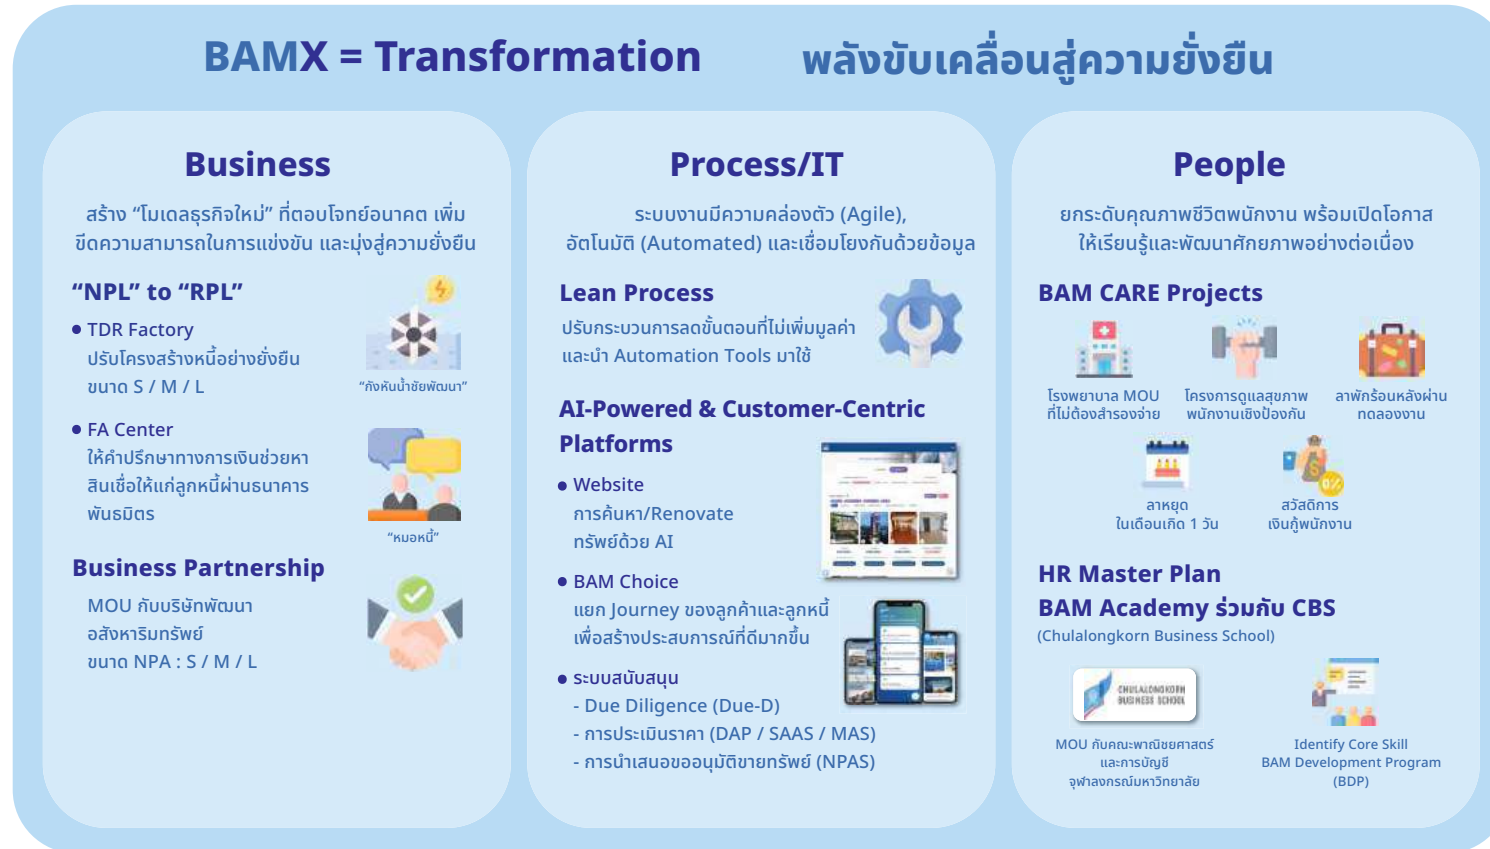 BAMX = Transformation
พลังขับเคลื่อนสู่ความยั่งยืน
Business
สร้าง “โมเดลธุรกิจใหม่” ที่ตอบโจทย์อนาคต เพิ่ม
ขีดความสามารถในการแข่งขัน และมุ่งสู่ความยั่งยืน
“NPL” to “RPL”
• TDR Factory
ปรับโครงสร้างหนี้อย่างยั่งยืน
ขนาด S / M / L
“กังหันน้ำชัยพัฒนา”
• FA Center
ให้คำปรึกษาทางการเงินช่วยหา
สินเชื่อให้แก่ลูกหนี้ผ่านธนาคาร
พันธมิตร
“หมอหนี้”
Business Partnership
MOU กับบริษัทพัฒนา
อสังหาริมทรัพย์
ขนาด NPA : S / M / L
Process/IT
ระบบงานมีความคล่องตัว (Agile),
อัตโนมัติ (Automated) และเชื่อมโยงกันด้วยข้อมูล
Lean Process
ปรับกระบวนการลดขั้นตอนที่ไม่เพิ่มมูลค่า
และนำ Automation Tools มาใช้
AI-Powered & Customer-Centric
Platforms
• Website
การค้นหา/Renovate
ทรัพย์ด้วย AI
• BAM Choice
แยก Journey ของลูกค้าและลูกหนี้
เพื่อสร้างประสบการณ์ที่ดีมากขึ้น
• ระบบสนับสนุน
- Due Diligence (Due-D)
- การประเมินราคา (DAP / SAAS / MAS)
- การนำเสนอขออนุมัติขายทรัพย์ (NPAS)
People
ยกระดับคุณภาพชีวิตพนักงาน พร้อมเปิดโอกาส
ให้เรียนรู้และพัฒนาศักยภาพอย่างต่อเนื่อง
BAM CARE Projects
โรงพยาบาล MOU
ที่ไม่ต้องสำรองจ่าย
โครงการดูแลสุขภาพ
พนักงานเชิงป้องกัน
ลาพักร้อนหลังผ่าน
ทดลองงาน
ลาหยุด
ในเดือนเกิด 1 วัน
0%
สวัสดิการ
เงินกู้พนักงาน
HR Master Plan
BAM Academy ร่วมกับ CBS
(Chulalongkorn Business School)
CHULALONGKORN
BUSINESS SCHOOL
MOU กับคณะพาณิชยศาสตร์
และการบัญชี
จุฬาลงกรณ์มหาวิทยาลัย
Identify Core Skill
BAM Development Program
(BDP)